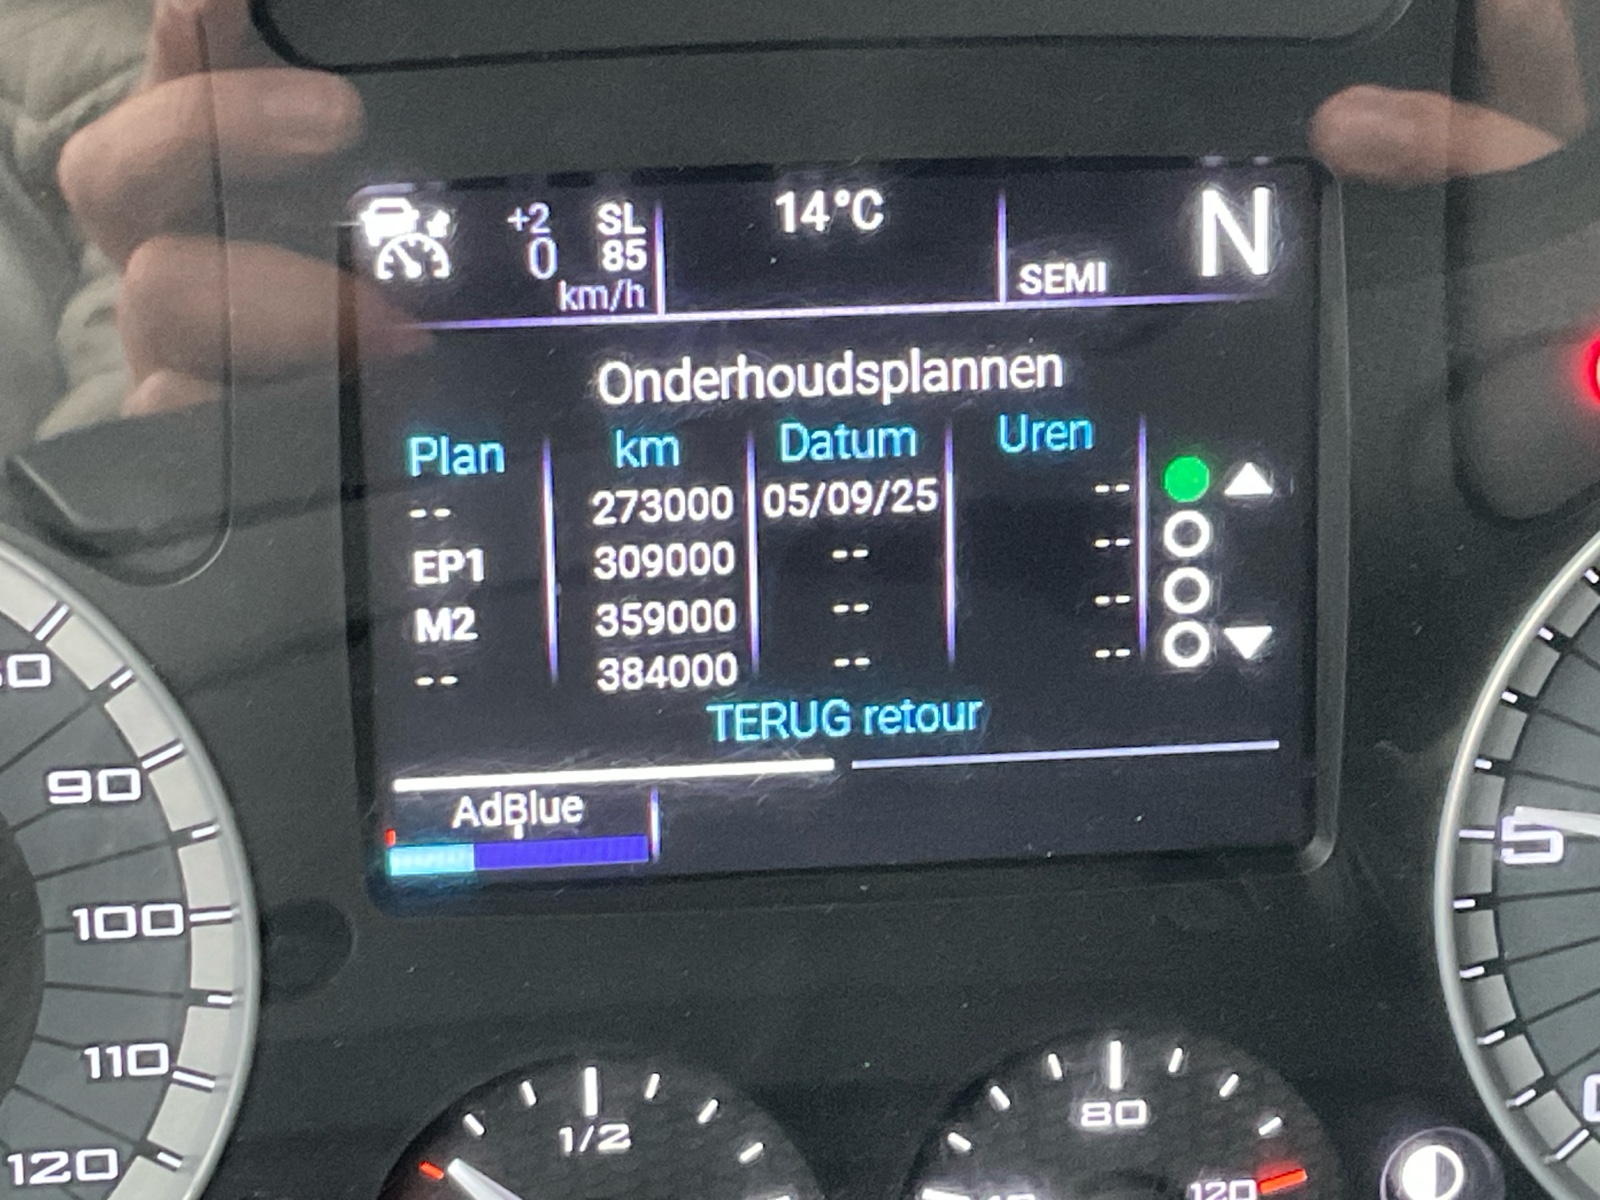 +2 SL
0 85
km/h
14°C
SEMI
N
Onderhoudsplannen
Plan km Datum Uren
-- 273000 05/09/25 --
EP1 309000 -- --
M2 359000 -- --
-- 384000 -- --
TERUG retour
AdBlue
90
100
110
120
5
1/2
80
120